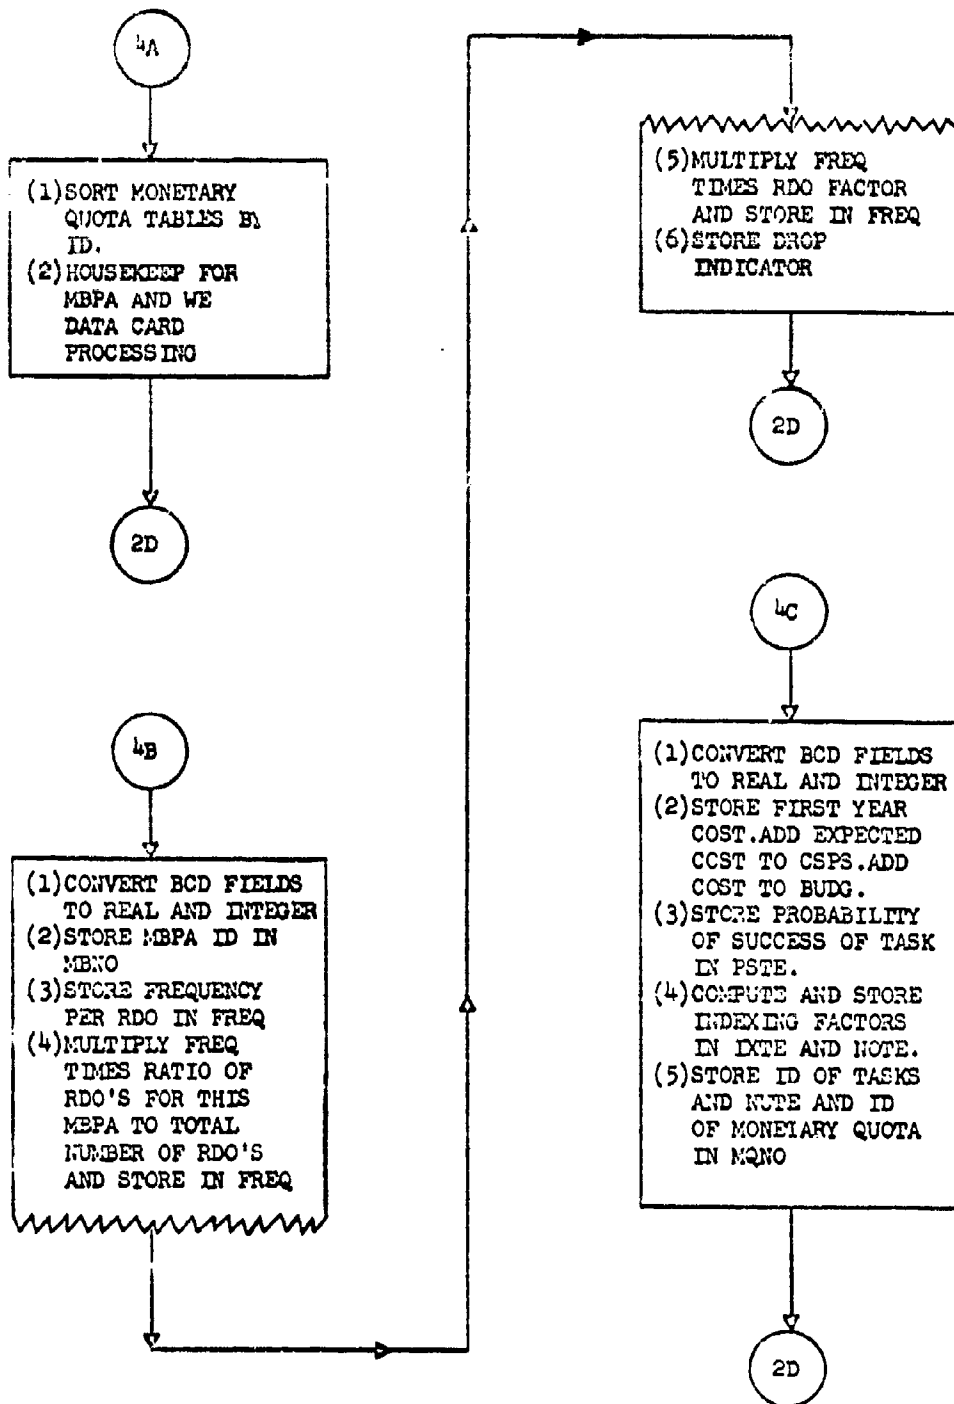 4A
(1)SORT MONETARY
QUOTA TABLES BY
ID.
(2)HOUSEKEEP FOR
MBPA AND WE
DATA CARD
PROCESSING
2D
4B
(1)CONVERT BCD FIELDS
TO REAL AND INTEGER
(2)STORE MBPA ID IN
MBNO
(3)STORE FREQUENCY
PER RDO IN FREQ
(4)MULTIPLY FREQ
TIMES RATIO OF
RDO'S FOR THIS
MBPA TO TOTAL
NUMBER OF RDO'S
AND STORE IN FREQ
(5)MULTIPLY FREQ
TIMES RDO FACTOR
AND STORE IN FREQ
(6)STORE DROP
INDICATOR
2D
4C
(1)CONVERT BCD FIELDS
TO REAL AND INTEGER
(2)STORE FIRST YEAR
COST.ADD EXPECTED
COST TO CSPS.ADD
COST TO BUDG.
(3)STORE PROBABILITY
OF SUCCESS OF TASK
IN PSTE.
(4)COMPUTE AND STORE
INDEXING FACTORS
IN IXTE AND NOTE.
(5)STORE ID OF TASKS
AND NUTE AND ID
OF MONETARY QUOTA
IN MQNO
2D